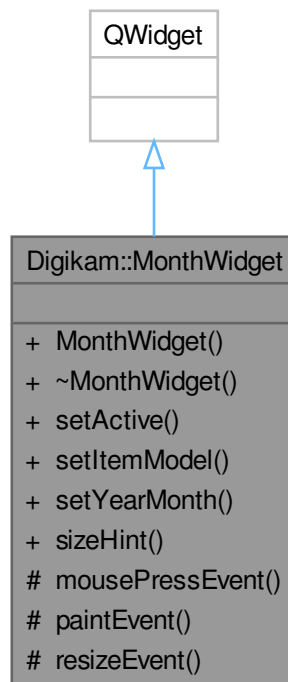 QWidget
Digikam::MonthWidget
+ MonthWidget()
+ ~MonthWidget()
+ setActive()
+ setItemModel()
+ setYearMonth()
+ sizeHint()
# mousePressEvent()
# paintEvent()
# resizeEvent()